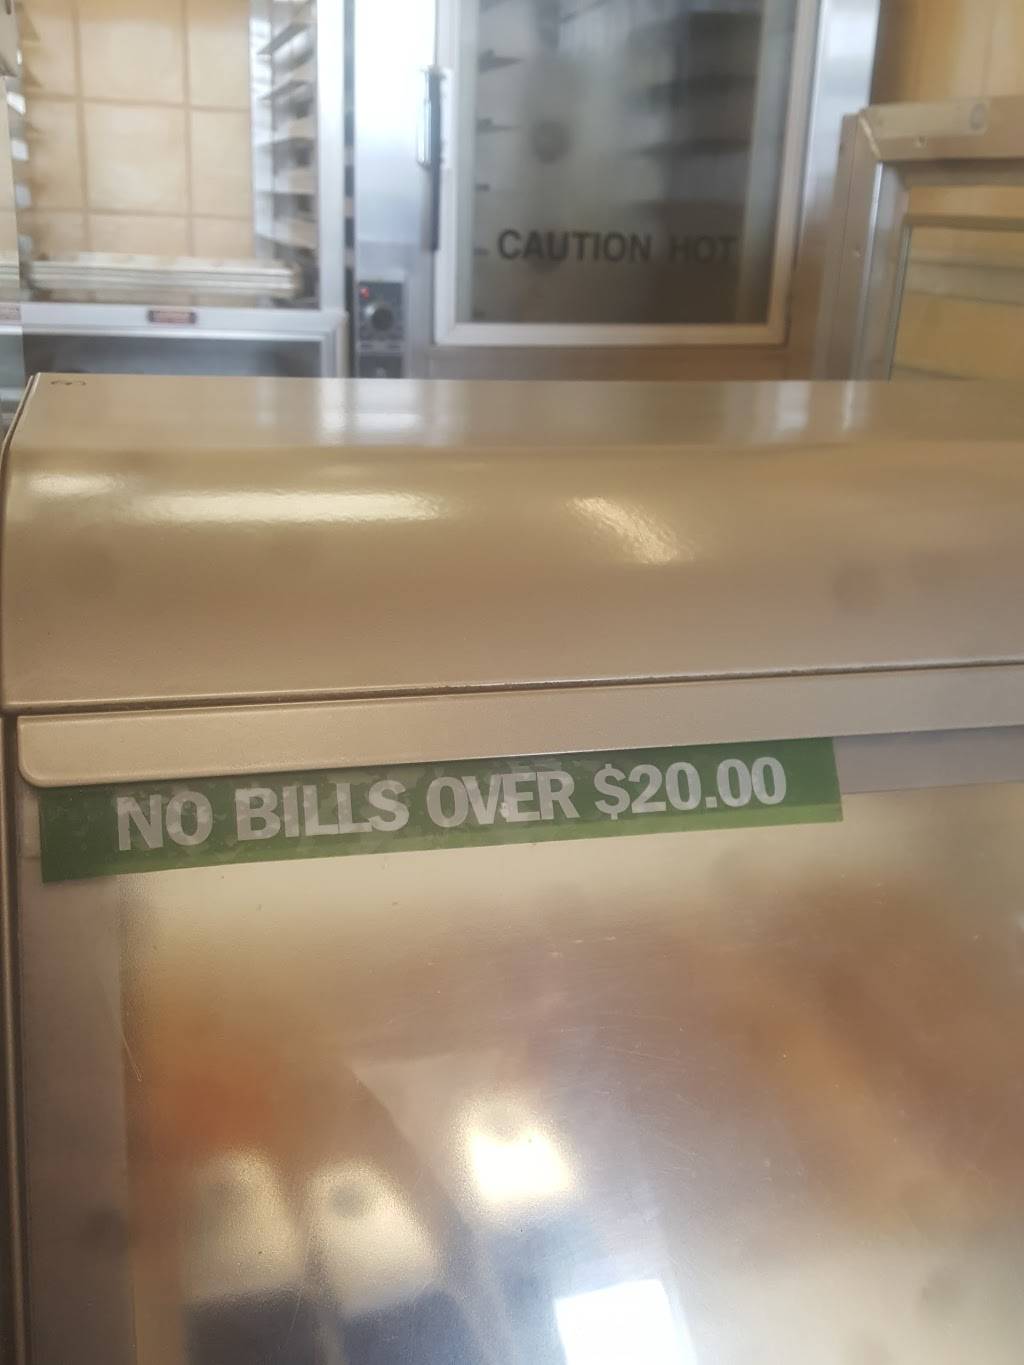 CAUTION HOT
NO BILLS OVER $20.00